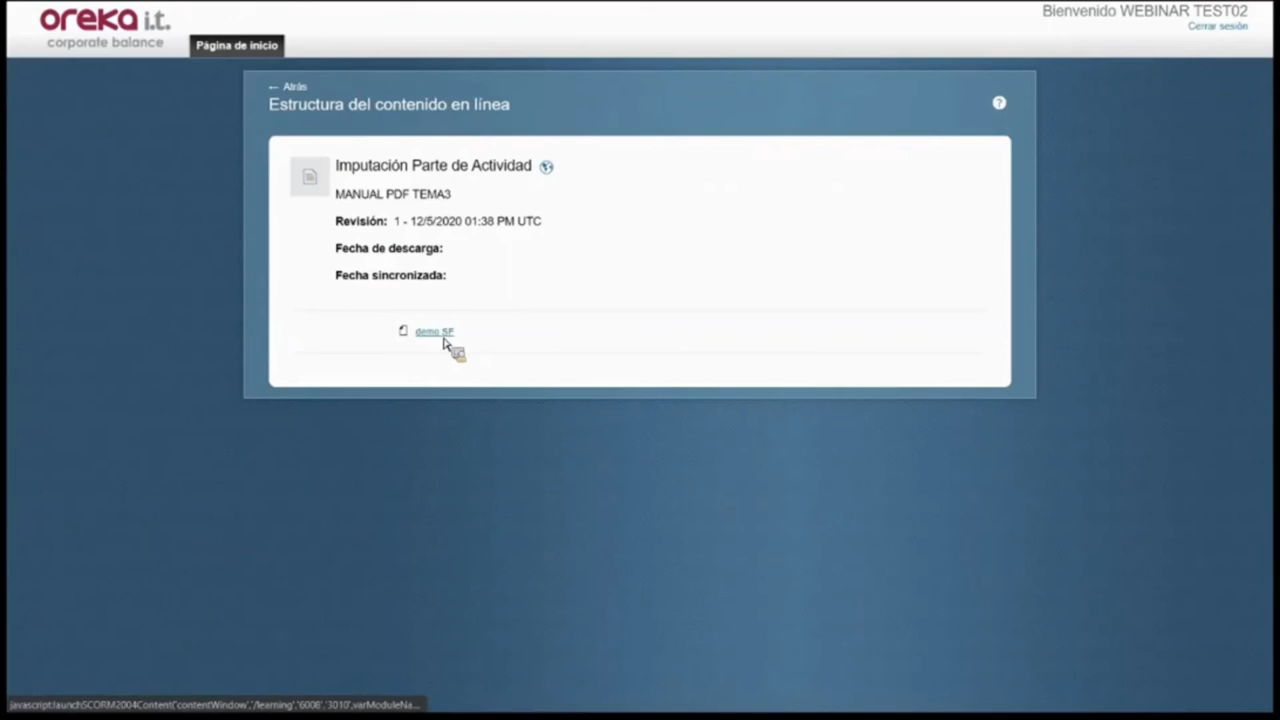 oreka i.t.
corporate balance
Página de inicio
Bienvenido WEBINAR TEST02
Cerrar sesión
← Atrás
Estructura del contenido en línea
?
Imputación Parte de Actividad
MANUAL PDF TEMA3
Revisión: 1 - 12/5/2020 01:38 PM UTC
Fecha de descarga:
Fecha sincronizada:
demo SF
javascript:launchSCORM2004Content('contentWindow','/learning','6008','3010',varModuleNa...